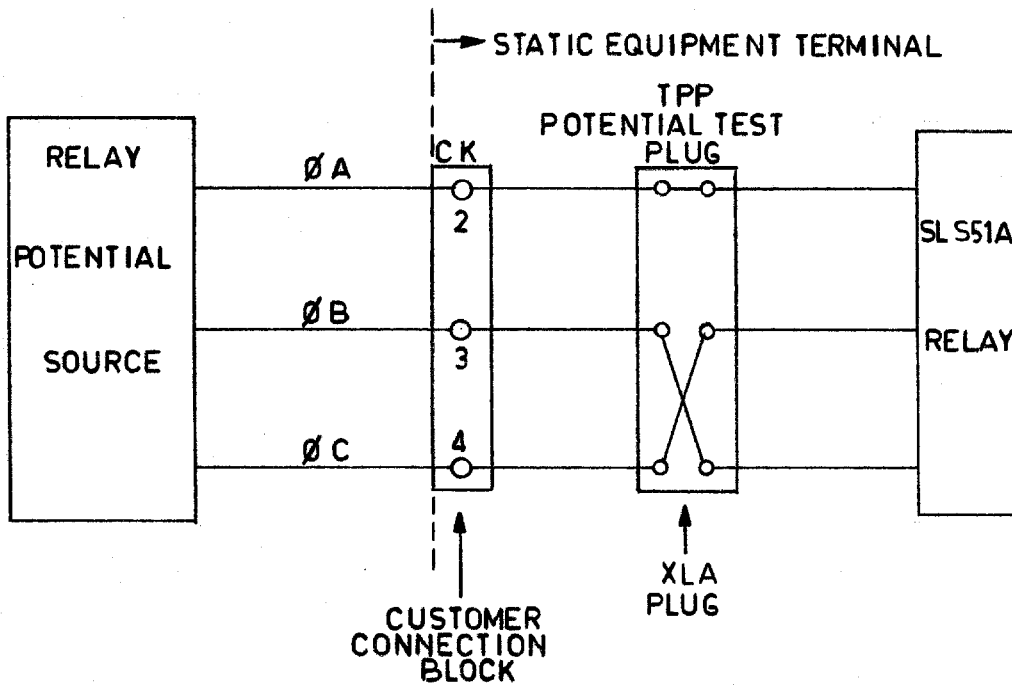 STATIC EQUIPMENT TERMINAL
TPP
POTENTIAL TEST
PLUG
RELAY
POTENTIAL
SOURCE
ØA
ØB
ØC
CK
2
3
4
SLS51A
RELAY
XLA
PLUG
CUSTOMER
CONNECTION
BLOCK